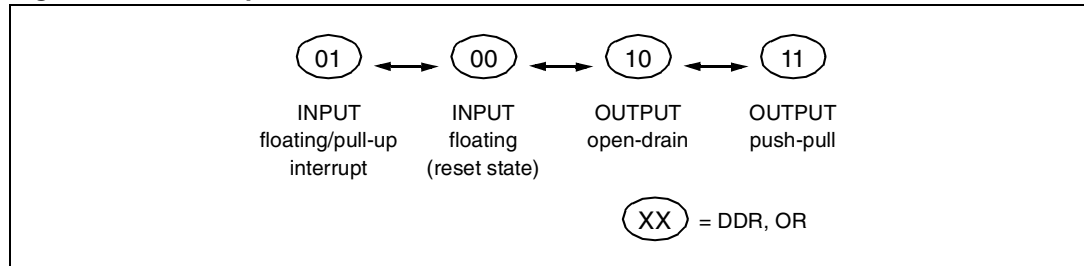 01 00 10 11
INPUT INPUT OUTPUT OUTPUT
floating/pull-up floating open-drain push-pull
interrupt (reset state)
XX = DDR, OR